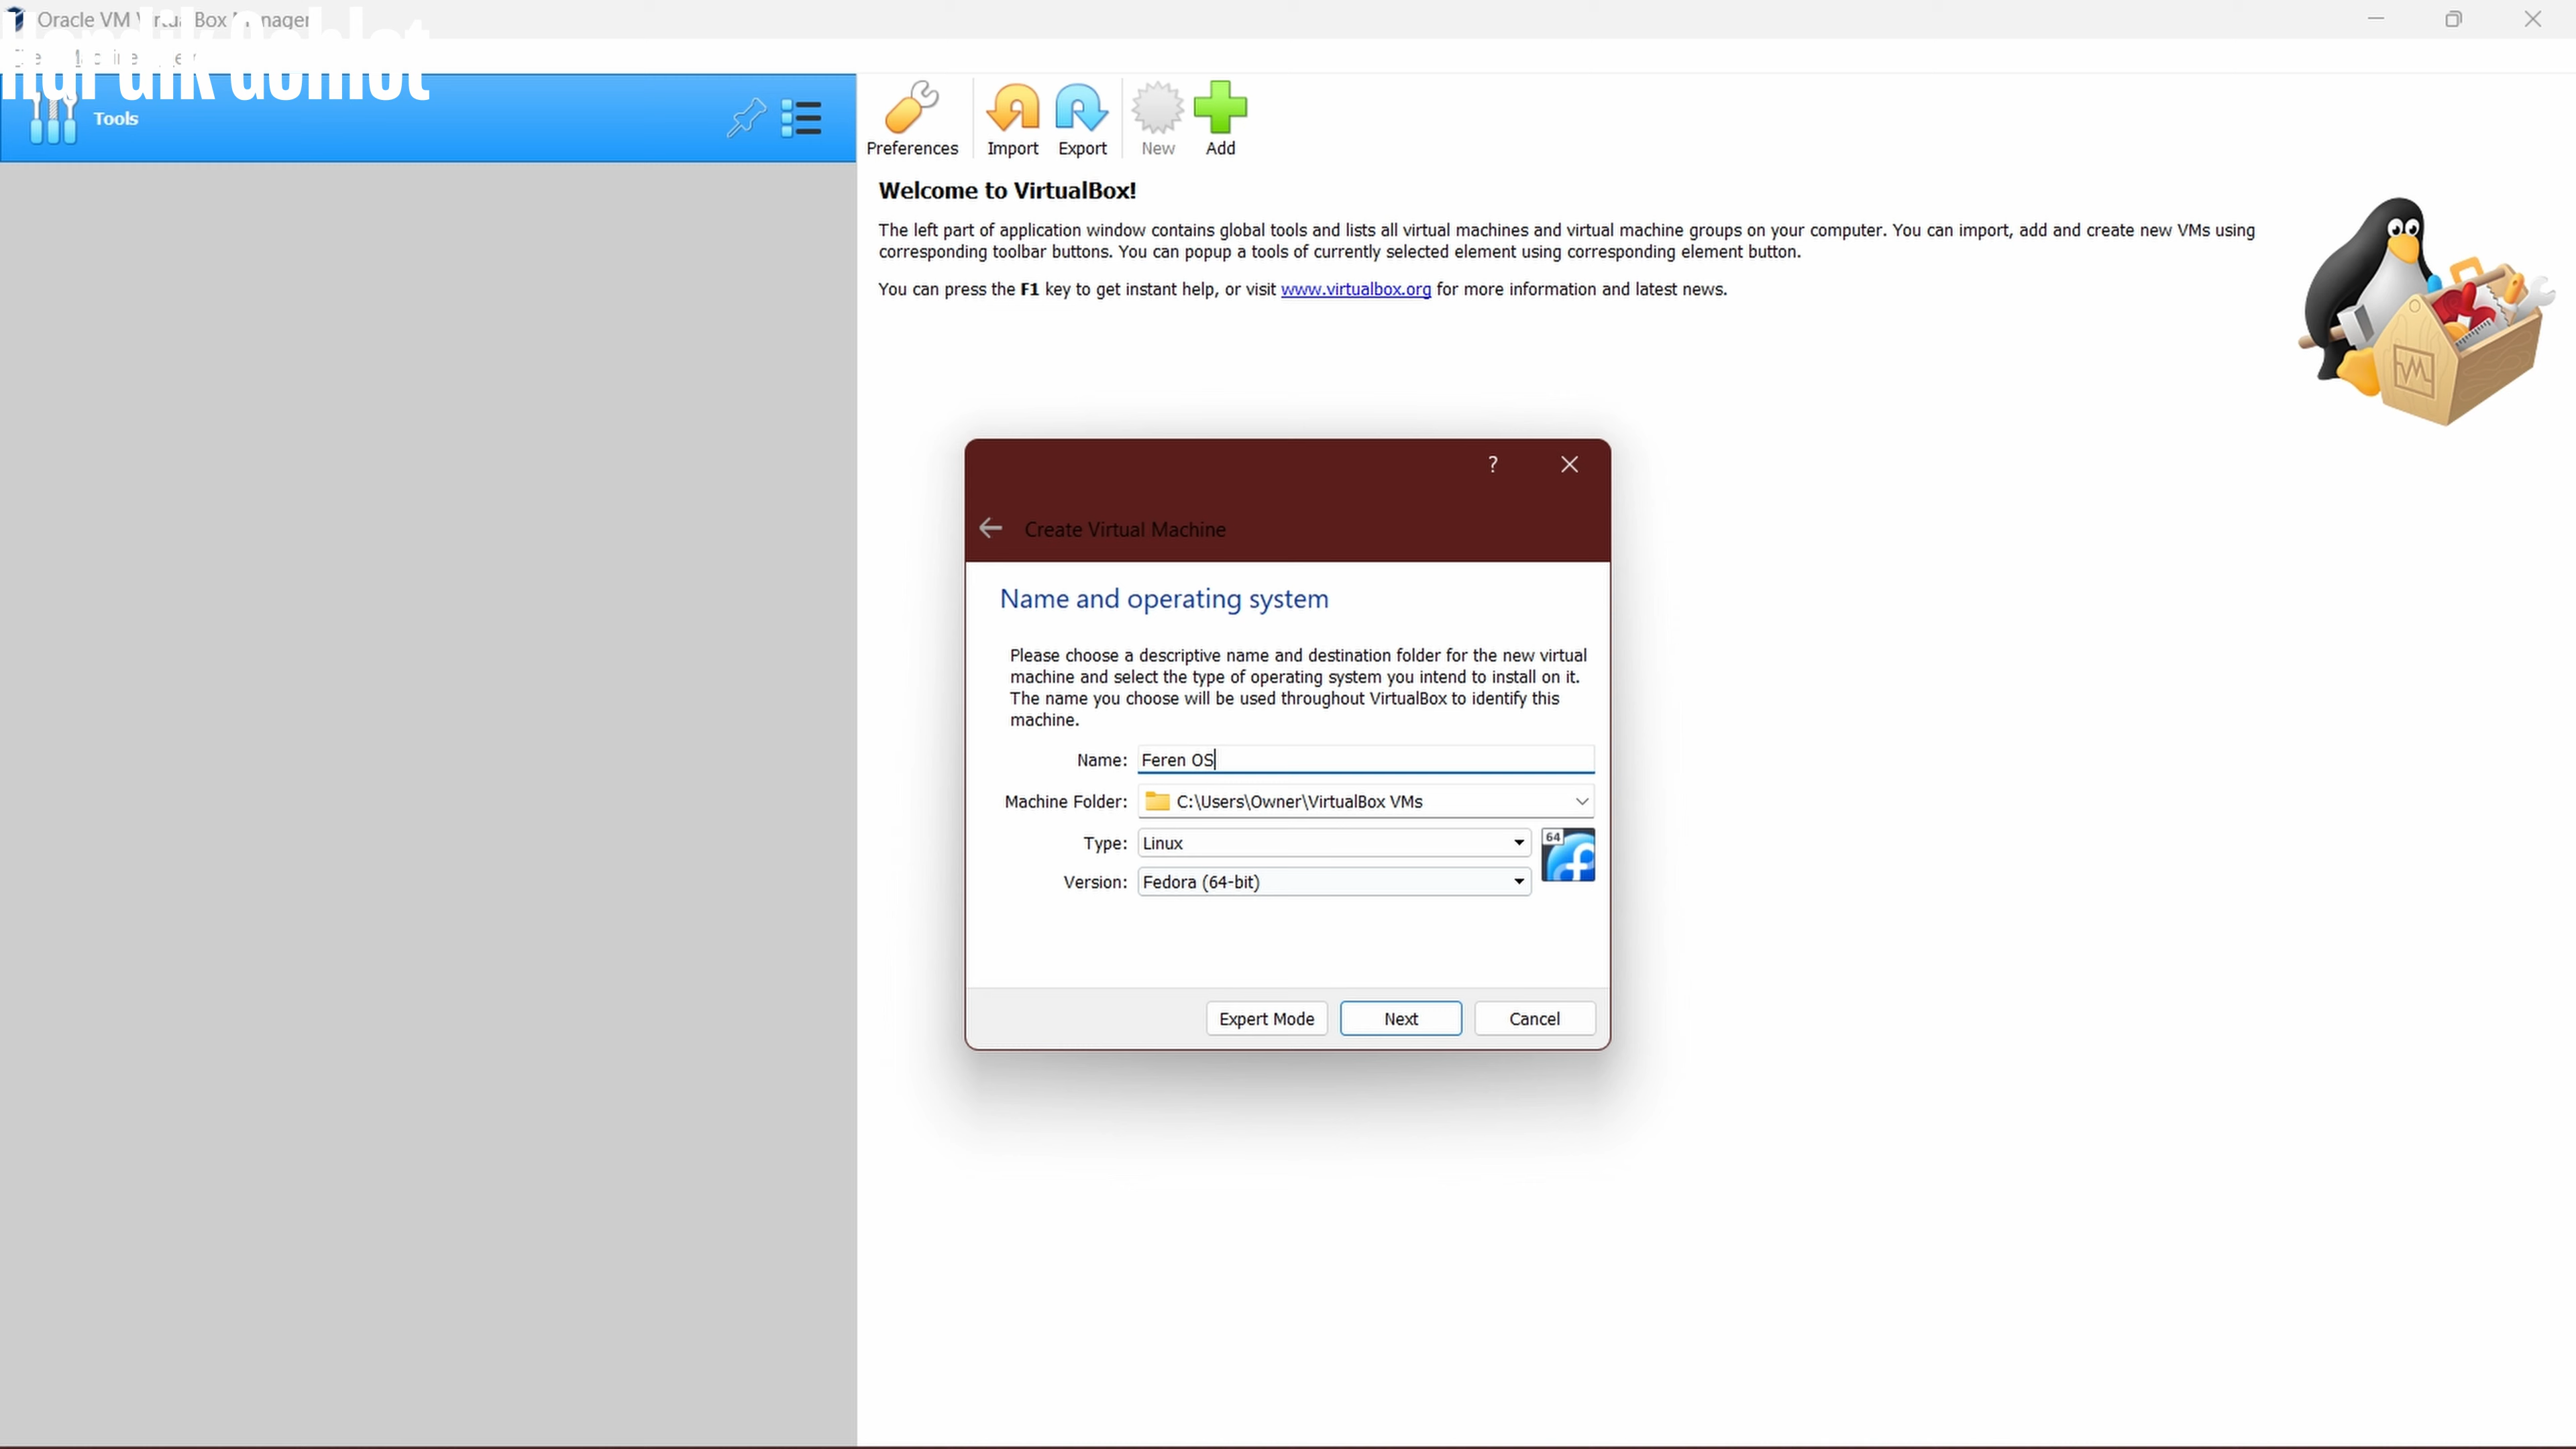 Oracle VM VirtualBox Manager
Tools
Preferences
Import
Export
New
Add
Welcome to VirtualBox!
The left part of application window contains global tools and lists all virtual machines and virtual machine groups on your computer. You can import, add and create new VMs using
corresponding toolbar buttons. You can popup a tools of currently selected element using corresponding element button.
You can press the F1 key to get instant help, or visit www.virtualbox.org for more information and latest news.
?
Create Virtual Machine
Name and operating system
Please choose a descriptive name and destination folder for the new virtual
machine and select the type of operating system you intend to install on it.
The name you choose will be used throughout VirtualBox to identify this
machine.
Name: Feren OS
Machine Folder: C:\Users\Owner\VirtualBox VMs
Type: Linux
64
Version: Fedora (64-bit)
Expert Mode
Next
Cancel